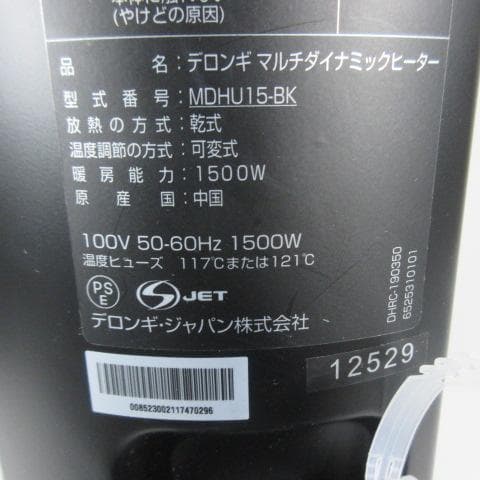 (やけどの原因)
品 名：デロンギ マルチダイナミックヒーター
型式番号：MDHU15-BK
放熱の方式：乾式
温度調節の方式：可変式
暖房能力：1500W
原産国：中国
100V 50-60Hz 1500W
温度ヒューズ 117℃または121℃
PS
E
S JET
デロンギ・ジャパン株式会社
DHRC-190350
6525310101
12529
008523002117470296